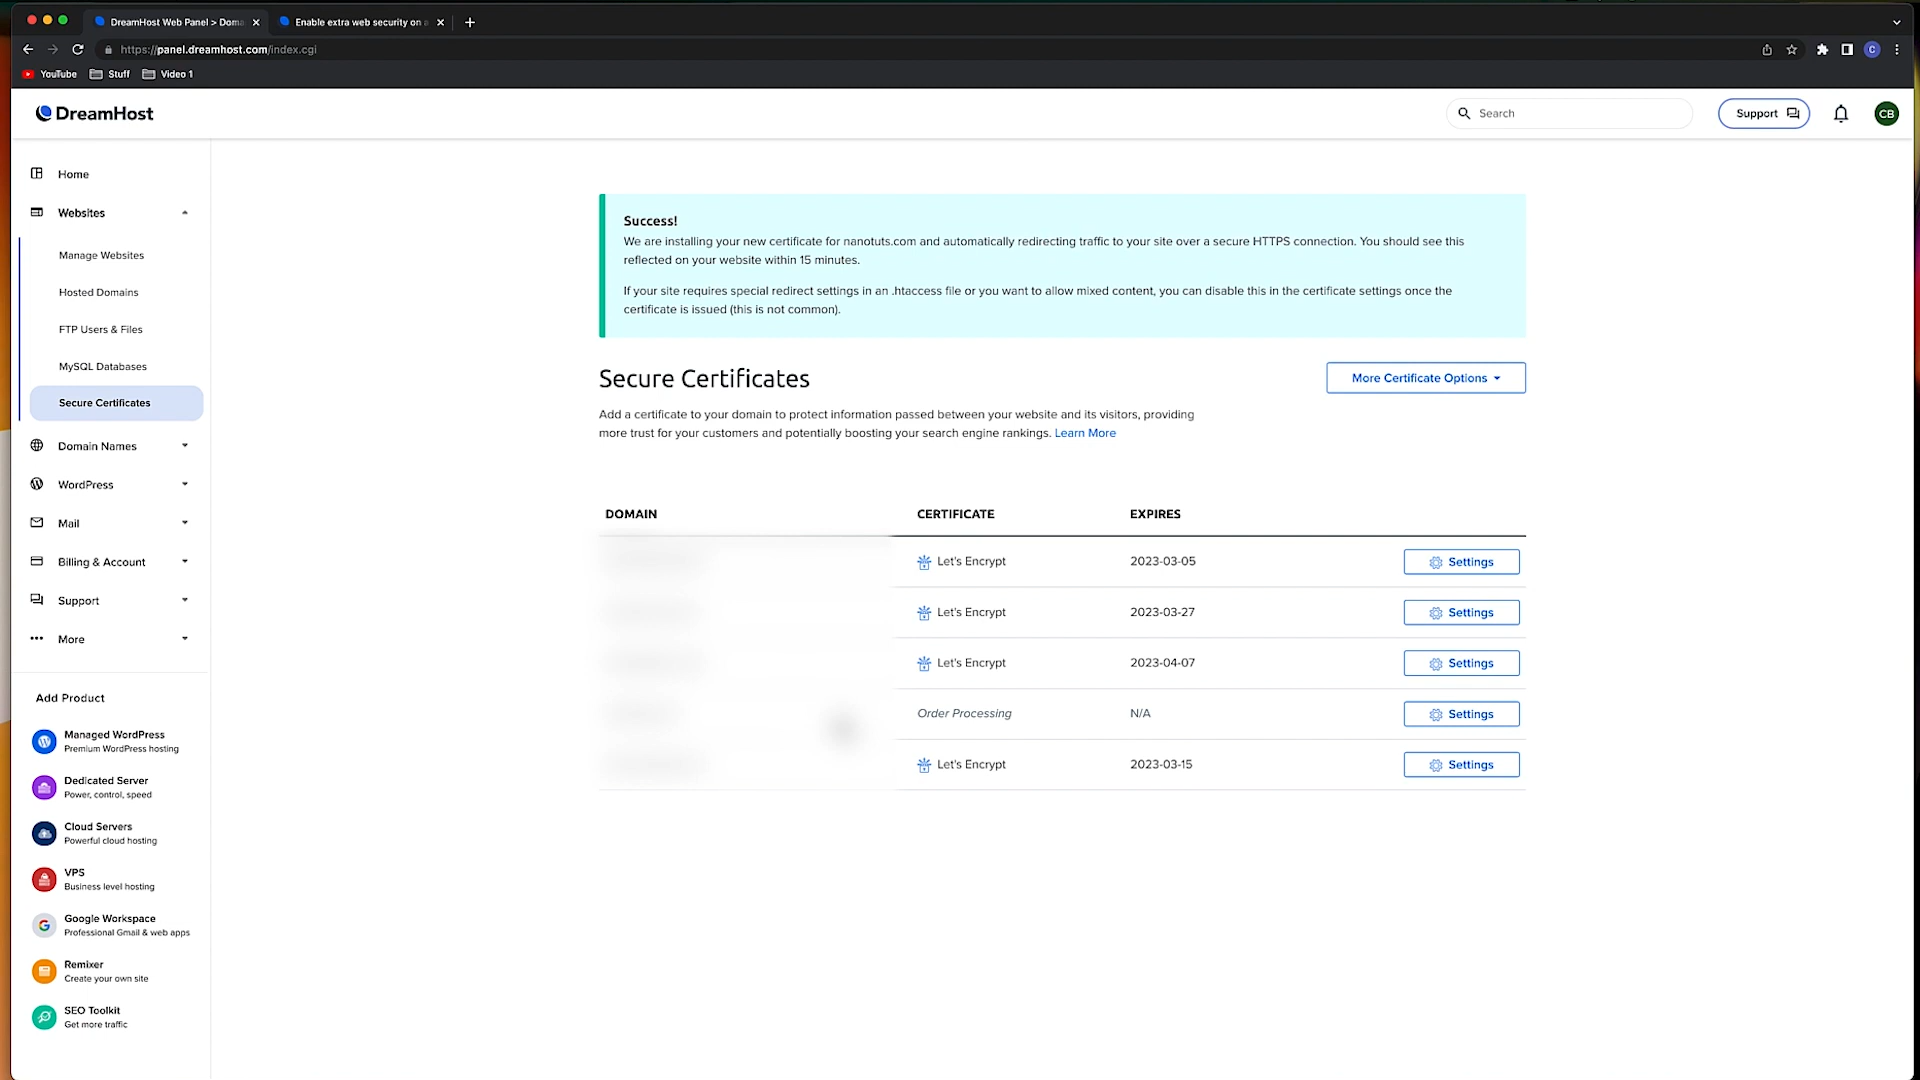 DreamHost Web Panel > Doma
Enable extra web security on a
https://panel.dreamhost.com/index.cgi
C
YouTube
Stuff
Video 1
DreamHost
Search
Support
CB
Home
Websites
Manage Websites
Hosted Domains
FTP Users & Files
MySQL Databases
Secure Certificates
Domain Names
WordPress
Mail
Billing & Account
Support
More
Add Product
Managed WordPress
Premium WordPress hosting
Dedicated Server
Power, control, speed
Cloud Servers
Powerful cloud hosting
VPS
Business level hosting
Google Workspace
Professional Gmail & web apps
Remixer
Create your own site
SEO Toolkit
Get more traffic
Success!
We are installing your new certificate for nanotuts.com and automatically redirecting traffic to your site over a secure HTTPS connection. You should see this
reflected on your website within 15 minutes.
If your site requires special redirect settings in an .htaccess file or you want to allow mixed content, you can disable this in the certificate settings once the
certificate is issued (this is not common).
Secure Certificates
More Certificate Options
Add a certificate to your domain to protect information passed between your website and its visitors, providing
more trust for your customers and potentially boosting your search engine rankings. Learn More
DOMAIN CERTIFICATE EXPIRES
Let's Encrypt 2023-03-05 Settings
Let's Encrypt 2023-03-27 Settings
Let's Encrypt 2023-04-07 Settings
Order Processing N/A Settings
Let's Encrypt 2023-03-15 Settings